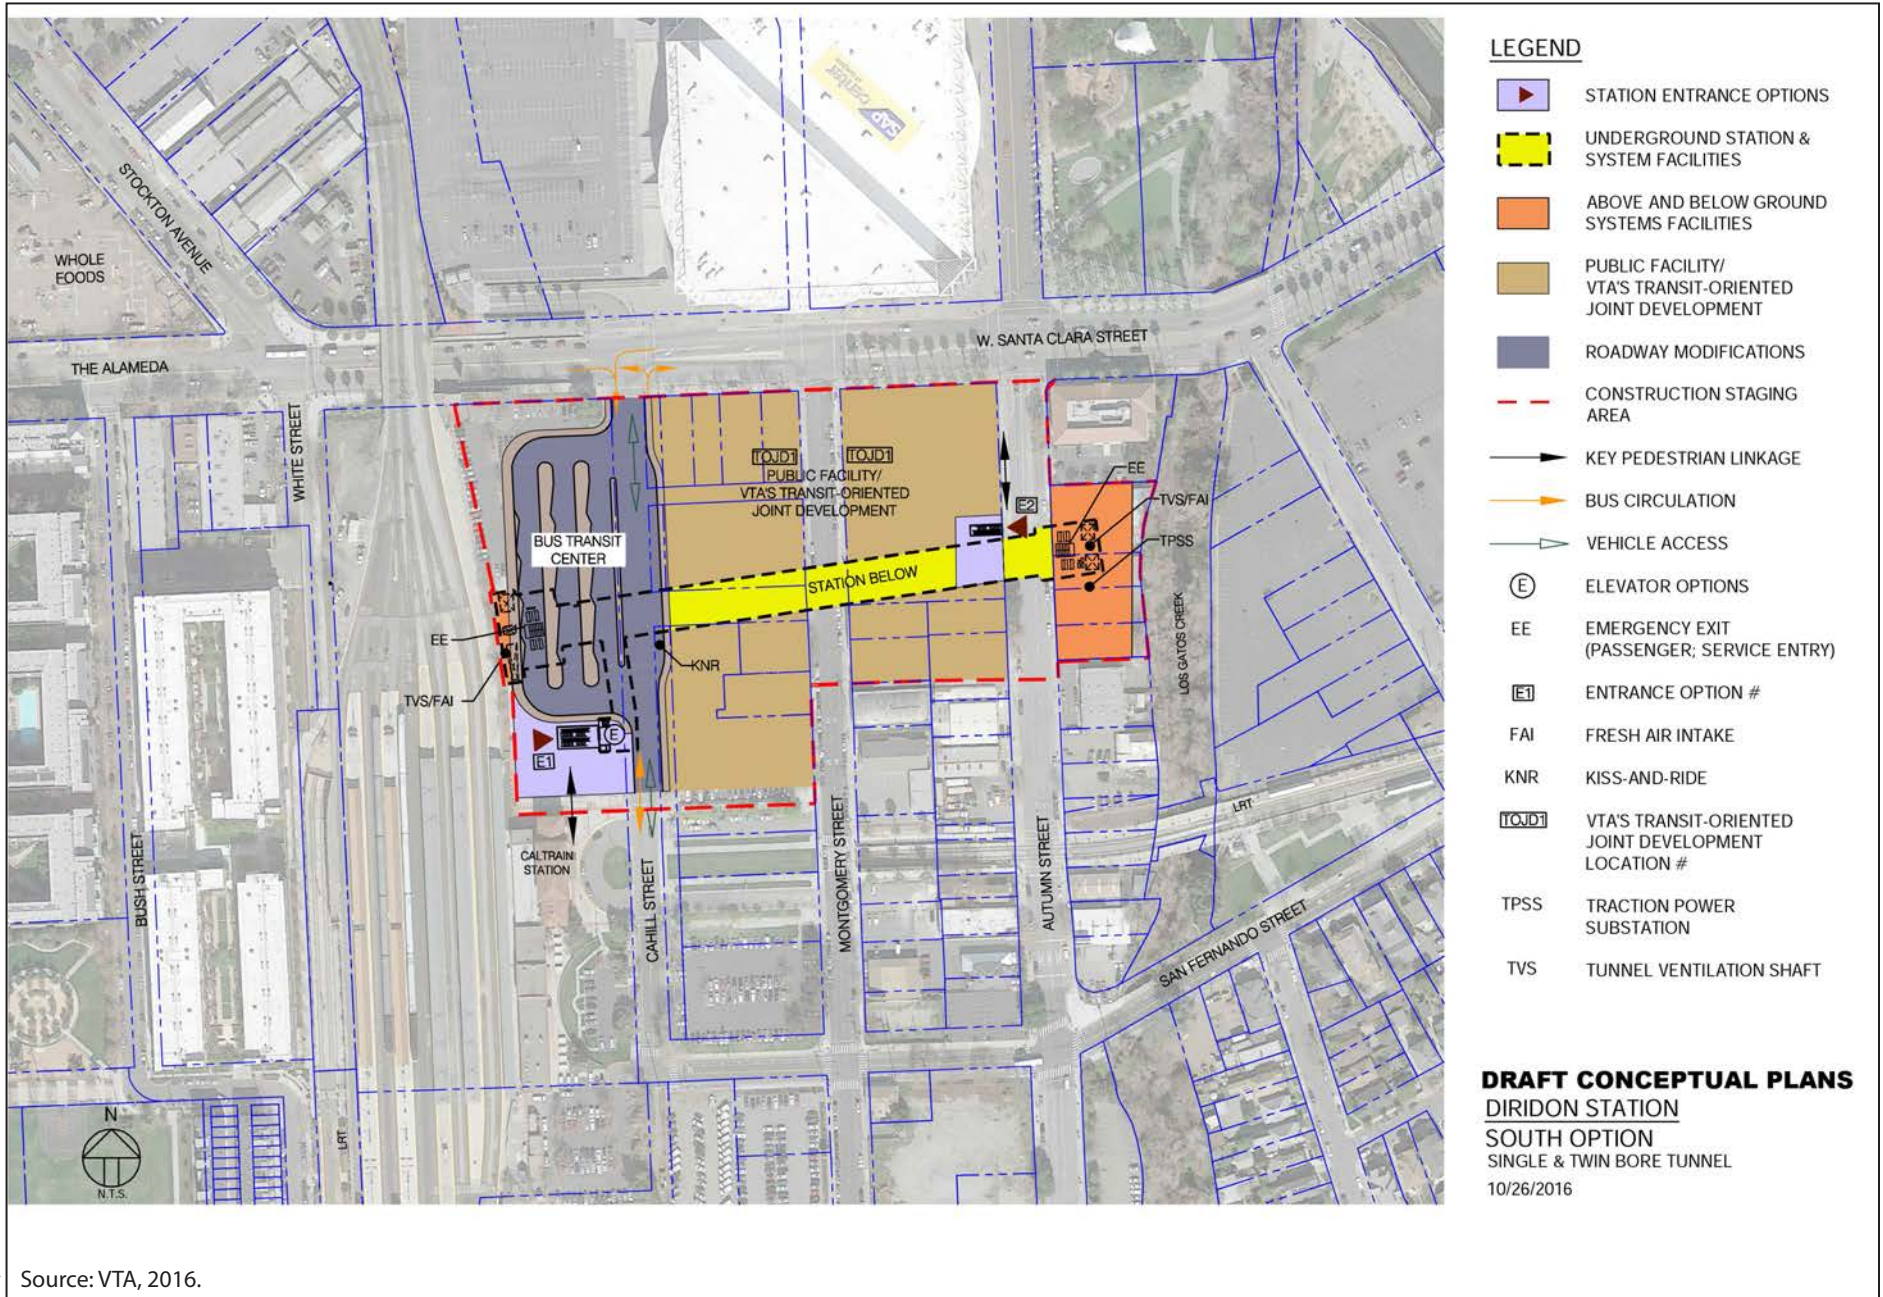 SAP
center
STOCKTON AVENUE
WHOLE
FOODS
THE ALAMEDA
W. SANTA CLARA STREET
WHITE STREET
TOJD1
TOJD1
PUBLIC FACILITY/
VTA'S TRANSIT-ORIENTED
JOINT DEVELOPMENT
EE
E2
TVS/FAI
TPSS
BUS TRANSIT
CENTER
STATION BELOW
EE
KNR
TVS/FAI
LOS GATOS CREEK
E
E1
LRT
CALTRAIN
STATION
BUSH STREET
CAHILL STREET
MONTGOMERY STREET
AUTUMN STREET
SAN FERNANDO STREET
LRT
N
N.T.S.
LEGEND
STATION ENTRANCE OPTIONS
UNDERGROUND STATION &
SYSTEM FACILITIES
ABOVE AND BELOW GROUND
SYSTEMS FACILITIES
PUBLIC FACILITY/
VTA'S TRANSIT-ORIENTED
JOINT DEVELOPMENT
ROADWAY MODIFICATIONS
CONSTRUCTION STAGING
AREA
KEY PEDESTRIAN LINKAGE
BUS CIRCULATION
VEHICLE ACCESS
E ELEVATOR OPTIONS
EE EMERGENCY EXIT
(PASSENGER; SERVICE ENTRY)
E1 ENTRANCE OPTION #
FAI FRESH AIR INTAKE
KNR KISS-AND-RIDE
TOJD1 VTA'S TRANSIT-ORIENTED
JOINT DEVELOPMENT
LOCATION #
TPSS TRACTION POWER
SUBSTATION
TVS TUNNEL VENTILATION SHAFT
DRAFT CONCEPTUAL PLANS
DIRIDON STATION
SOUTH OPTION
SINGLE & TWIN BORE TUNNEL
10/26/2016
Source: VTA, 2016.